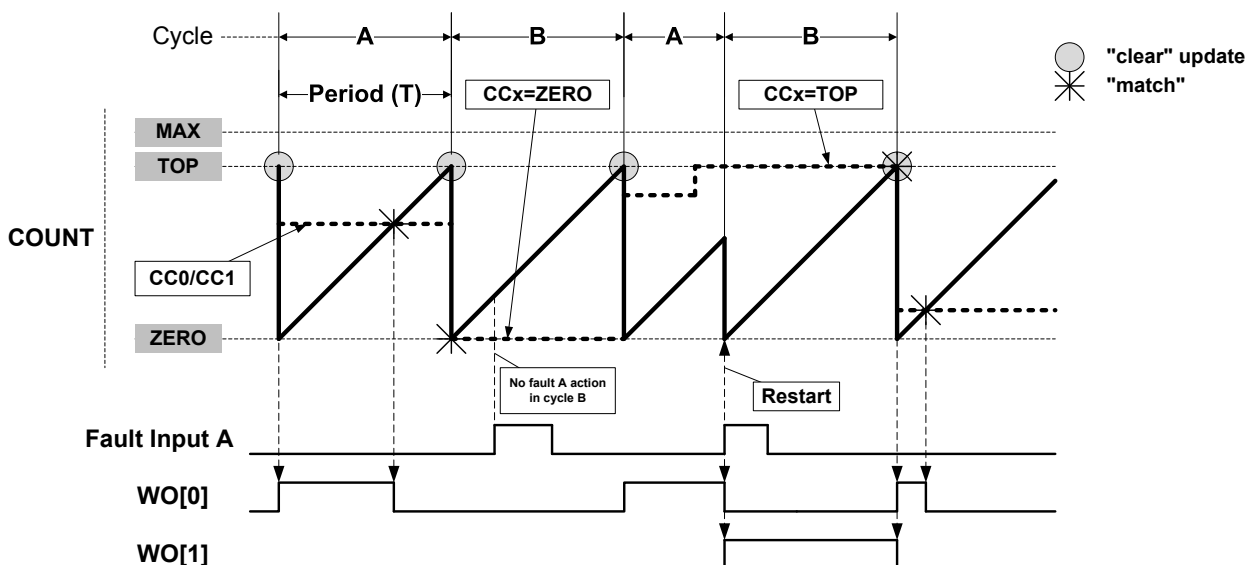 Cycle
A
B
A
B
"clear" update
"match"
Period (T)
CCx=ZERO
CCx=TOP
MAX
TOP
COUNT
CC0/CC1
ZERO
No fault A action
in cycle B
Restart
Fault Input A
WO[0]
WO[1]